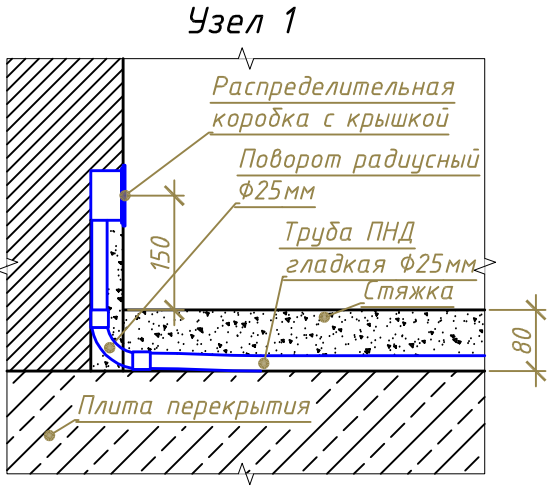 Узел 1
Распределительная
коробка с крышкой
Поворот радиусный
Ф25мм
150
Труба ПНД
гладкая Ф25мм
Стяжка
80
Плита перекрытия